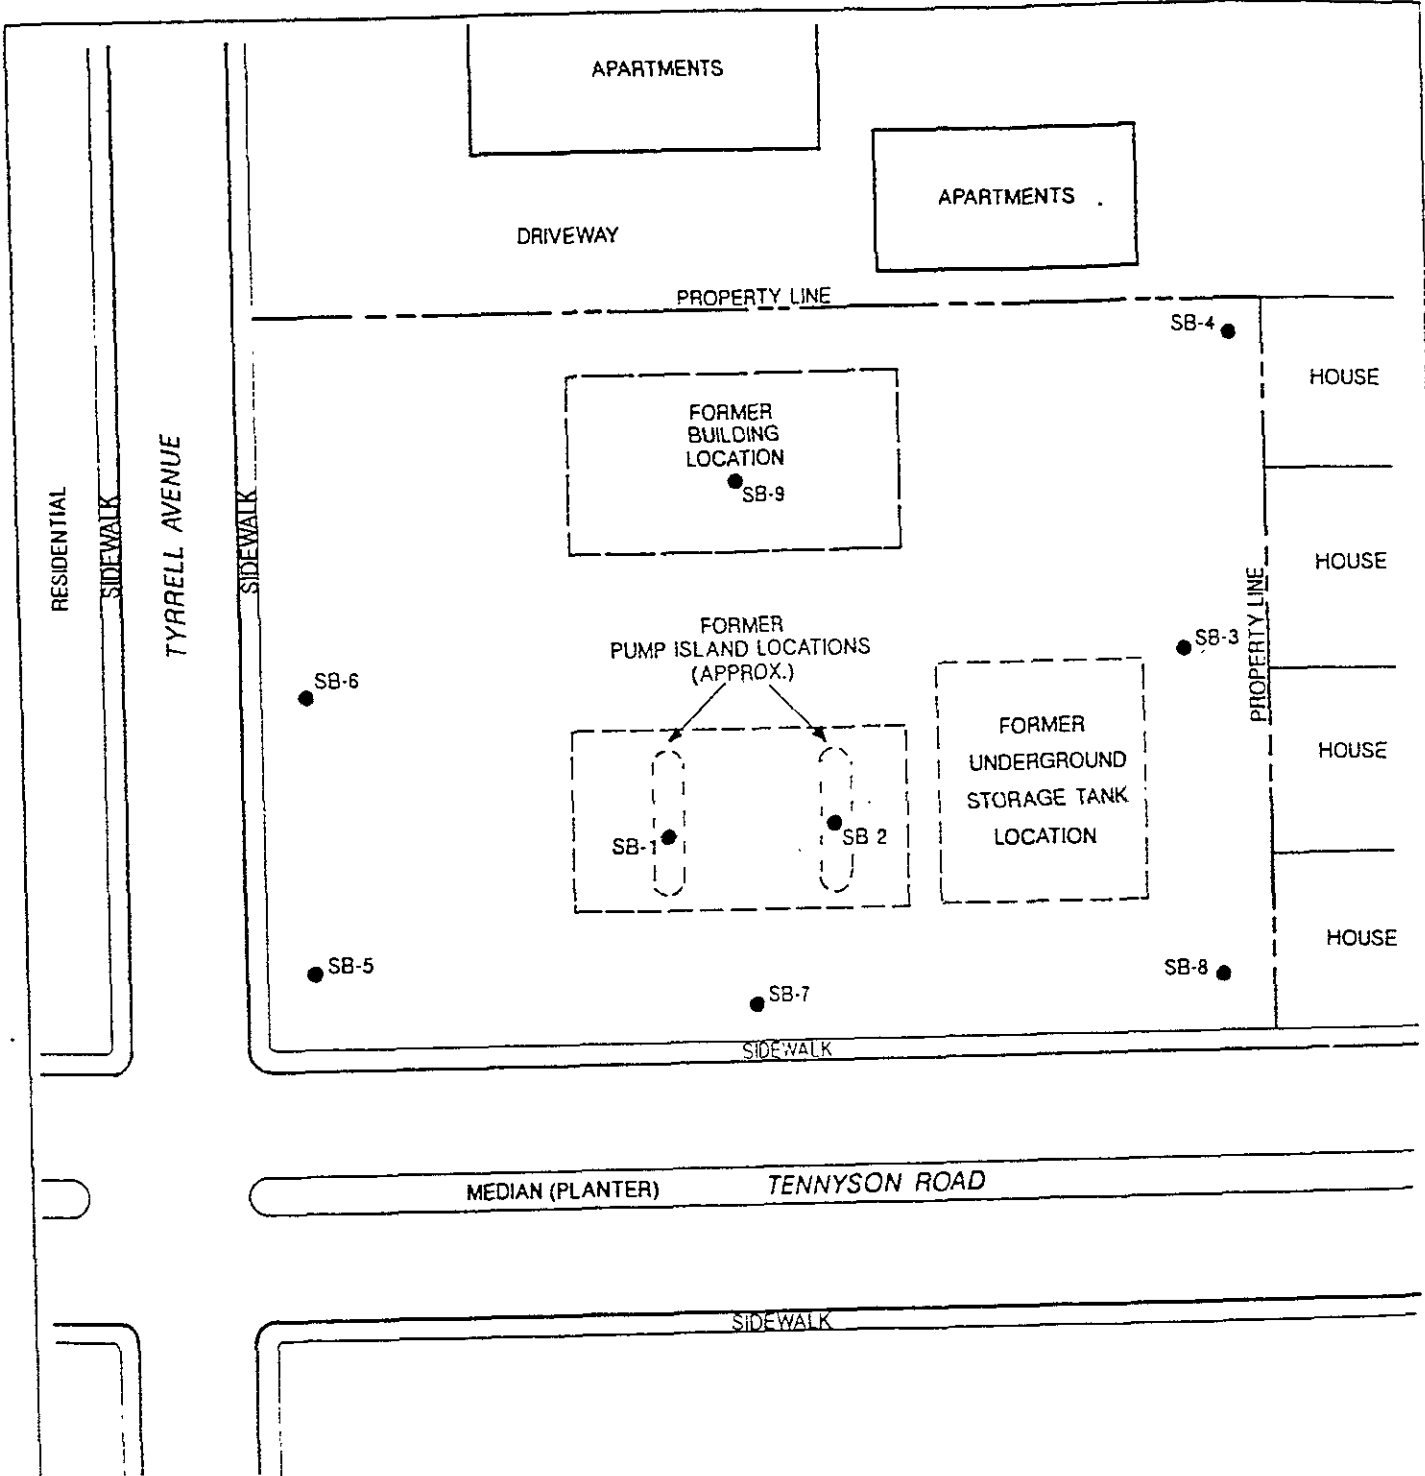 APARTMENTS
APARTMENTS
DRIVEWAY
PROPERTY LINE
SB-4
HOUSE
FORMER
BUILDING
LOCATION
SB-9
RESIDENTIAL
SIDEWALK
TYRRELL AVENUE
SIDEWALK
HOUSE
PROPERTY LINE
FORMER
PUMP ISLAND LOCATIONS
(APPROX.)
SB-3
SB-6
FORMER
UNDERGROUND
STORAGE TANK
LOCATION
HOUSE
SB-1
SB 2
HOUSE
SB-5
SB-7
SB-8
SIDEWALK
MEDIAN (PLANTER)
TENNYSON ROAD
SIDEWALK